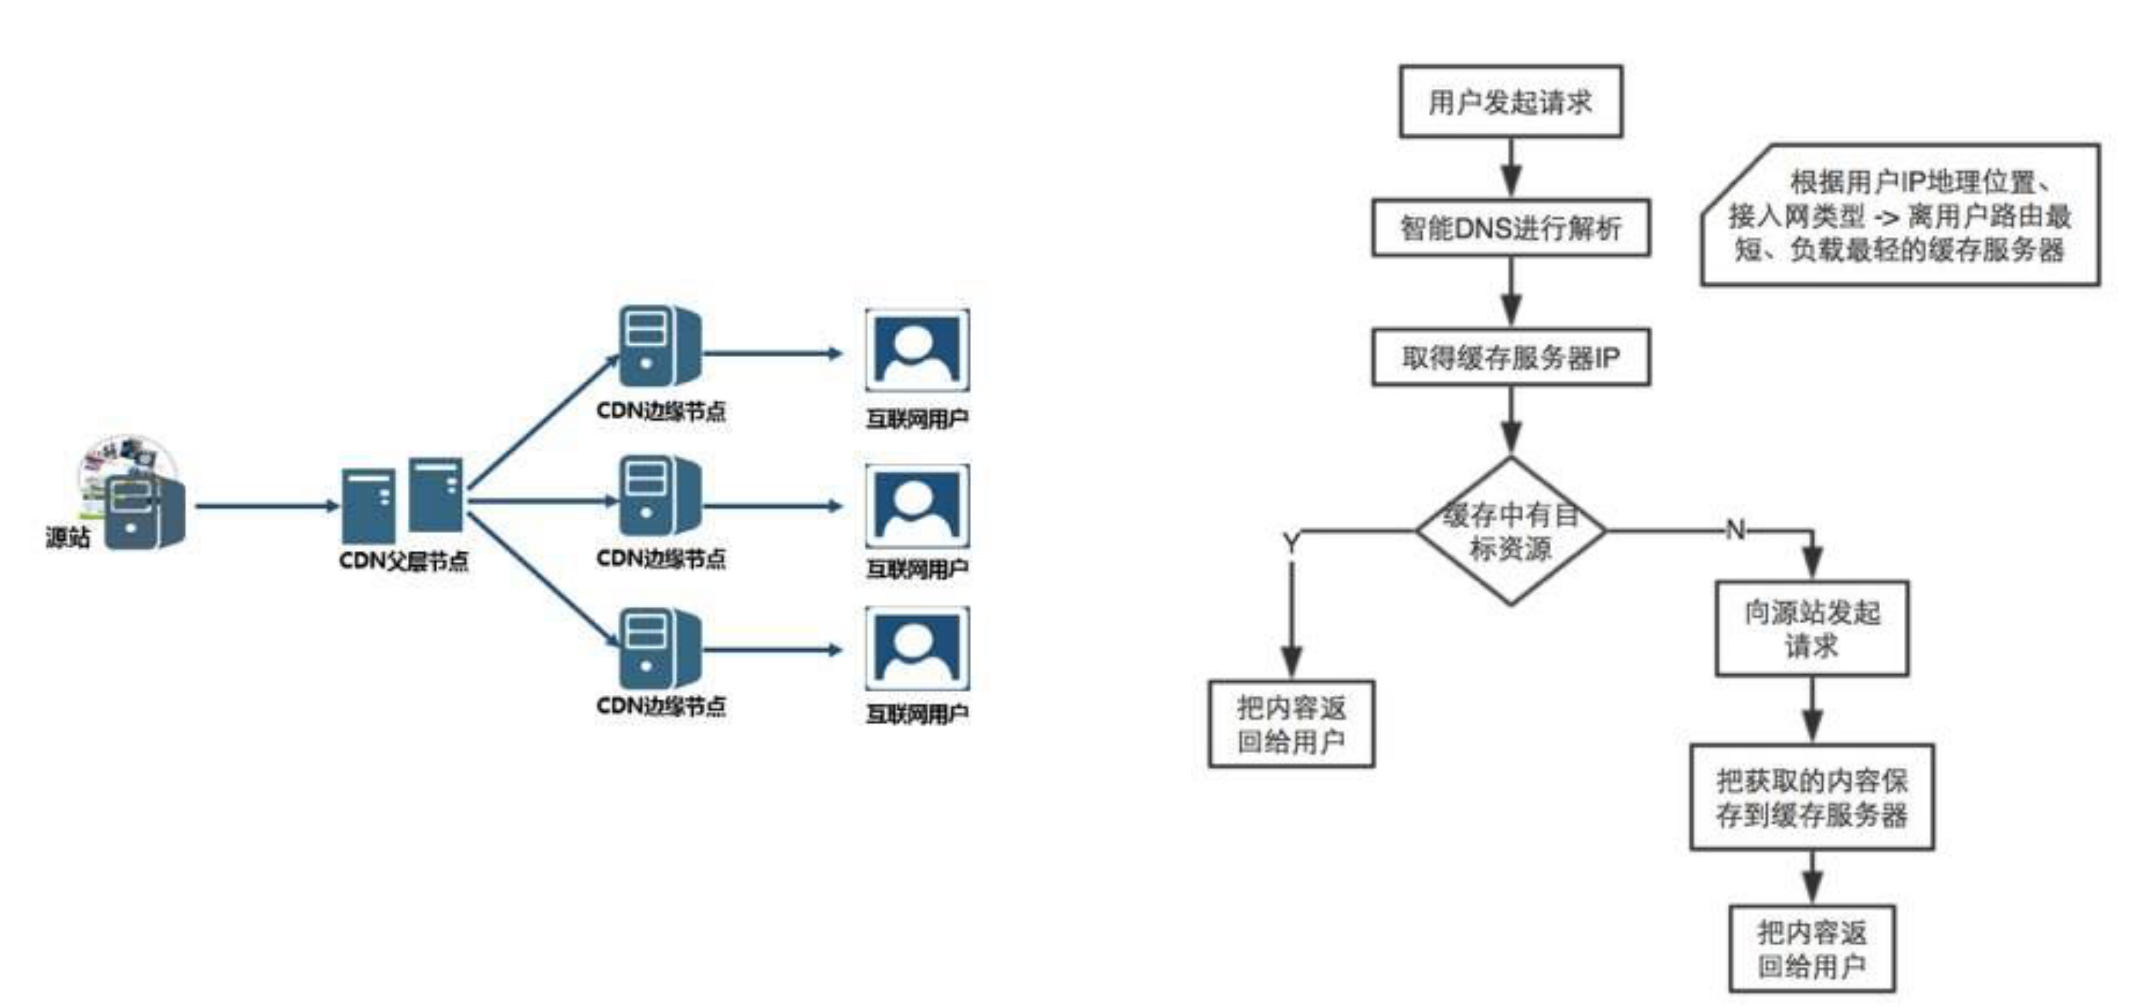 源站
CDN父层节点
CDN边缘节点
互联网用户
CDN边缘节点
互联网用户
CDN边缘节点
互联网用户
用户发起请求
智能DNS进行解析
根据用户IP地理位置、
接入网类型 -> 离用户路由最
短、负载最轻的缓存服务器
取得缓存服务器IP
缓存中有目
标资源
Y
N
把内容返
回给用户
向源站发起
请求
把获取的内容保
存到缓存服务器
把内容返
回给用户